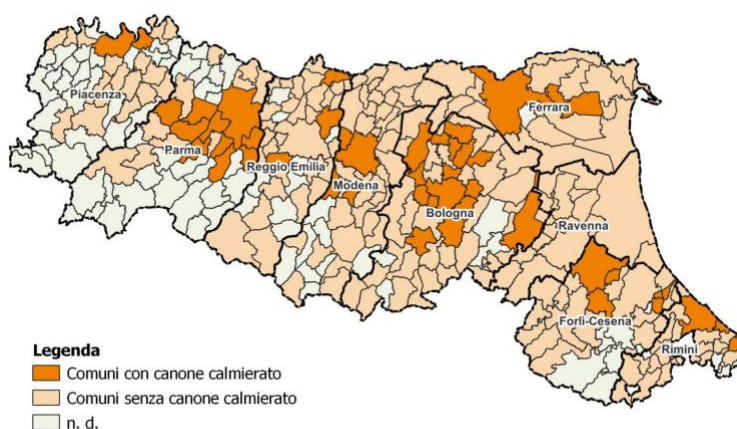 Piacenza
Parma
Reggio Emilia
Modena
Bologna
Ferrara
Ravenna
Forlì-Cesena
Rimini
Legenda
Comuni con canone calmierato
Comuni senza canone calmierato
n. d.